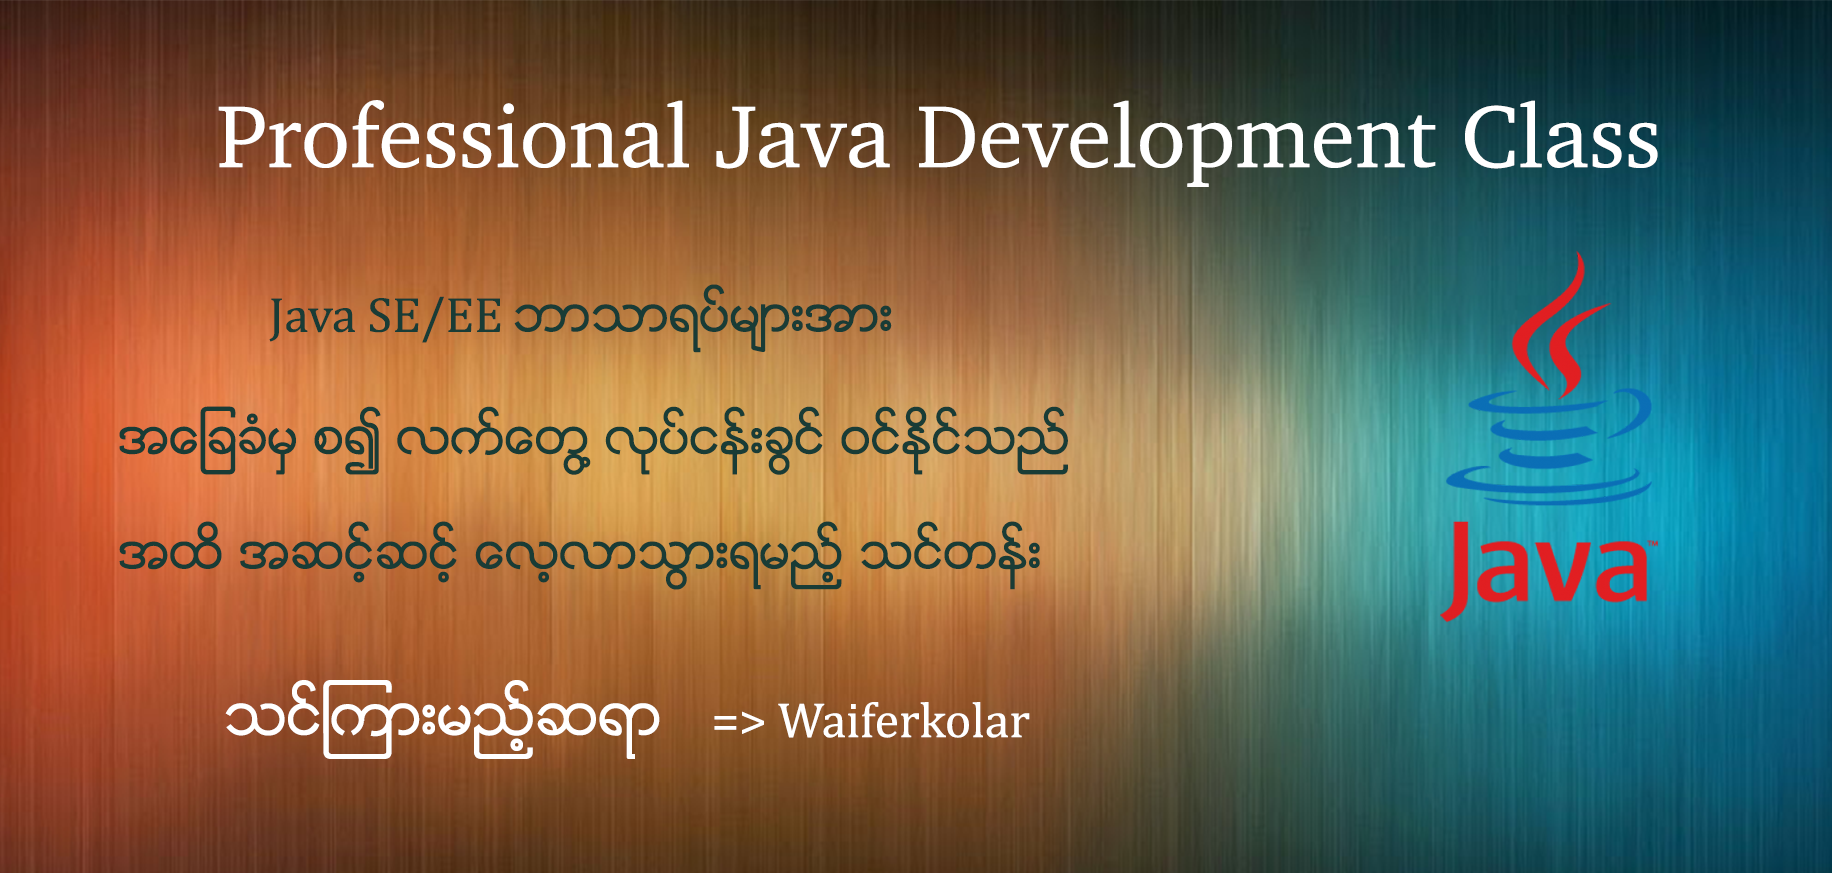 Professional Java Development Class
Java SE/EE ဘာသာရပ်များအား
အခြေခံမှ စ၍ လက်တွေ့ လုပ်ငန်းခွင် ဝင်နိုင်သည်
အထိ အဆင့်ဆင့် လေ့လာသွားရမည့် သင်တန်း
သင်ကြားမည့်ဆရာ => Waiferkolar
Java™